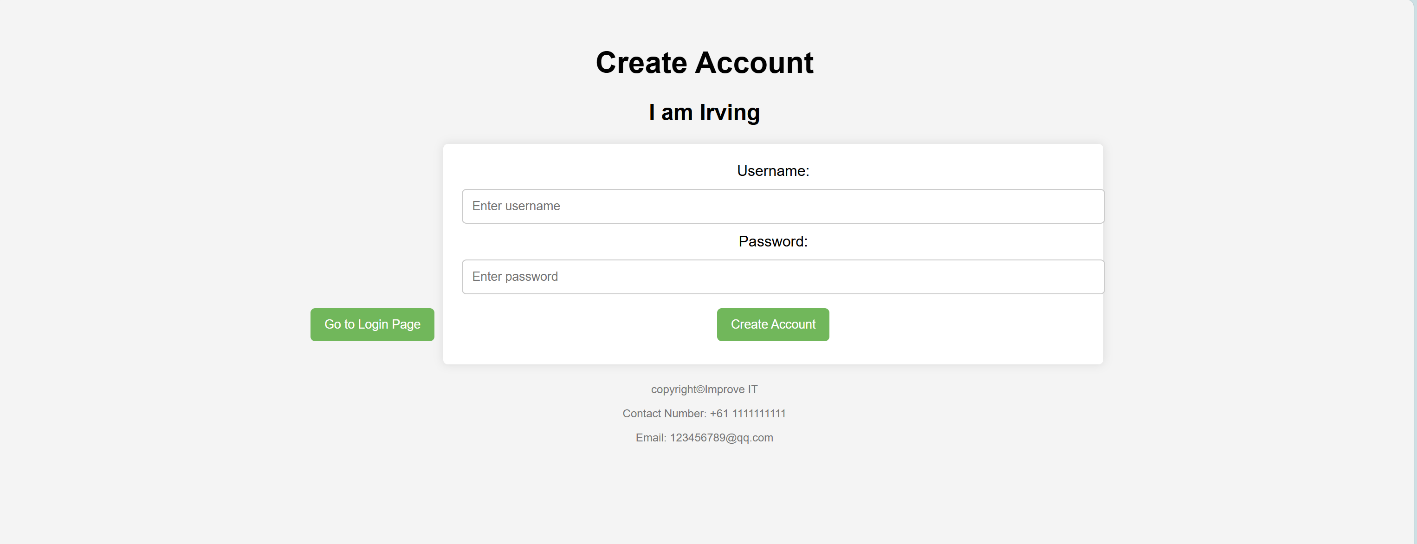 Create Account
I am Irving
Username:
Enter username
Password:
Enter password
Go to Login Page
Create Account
copyright©Improve IT
Contact Number: +61 1111111111
Email: 123456789@qq.com